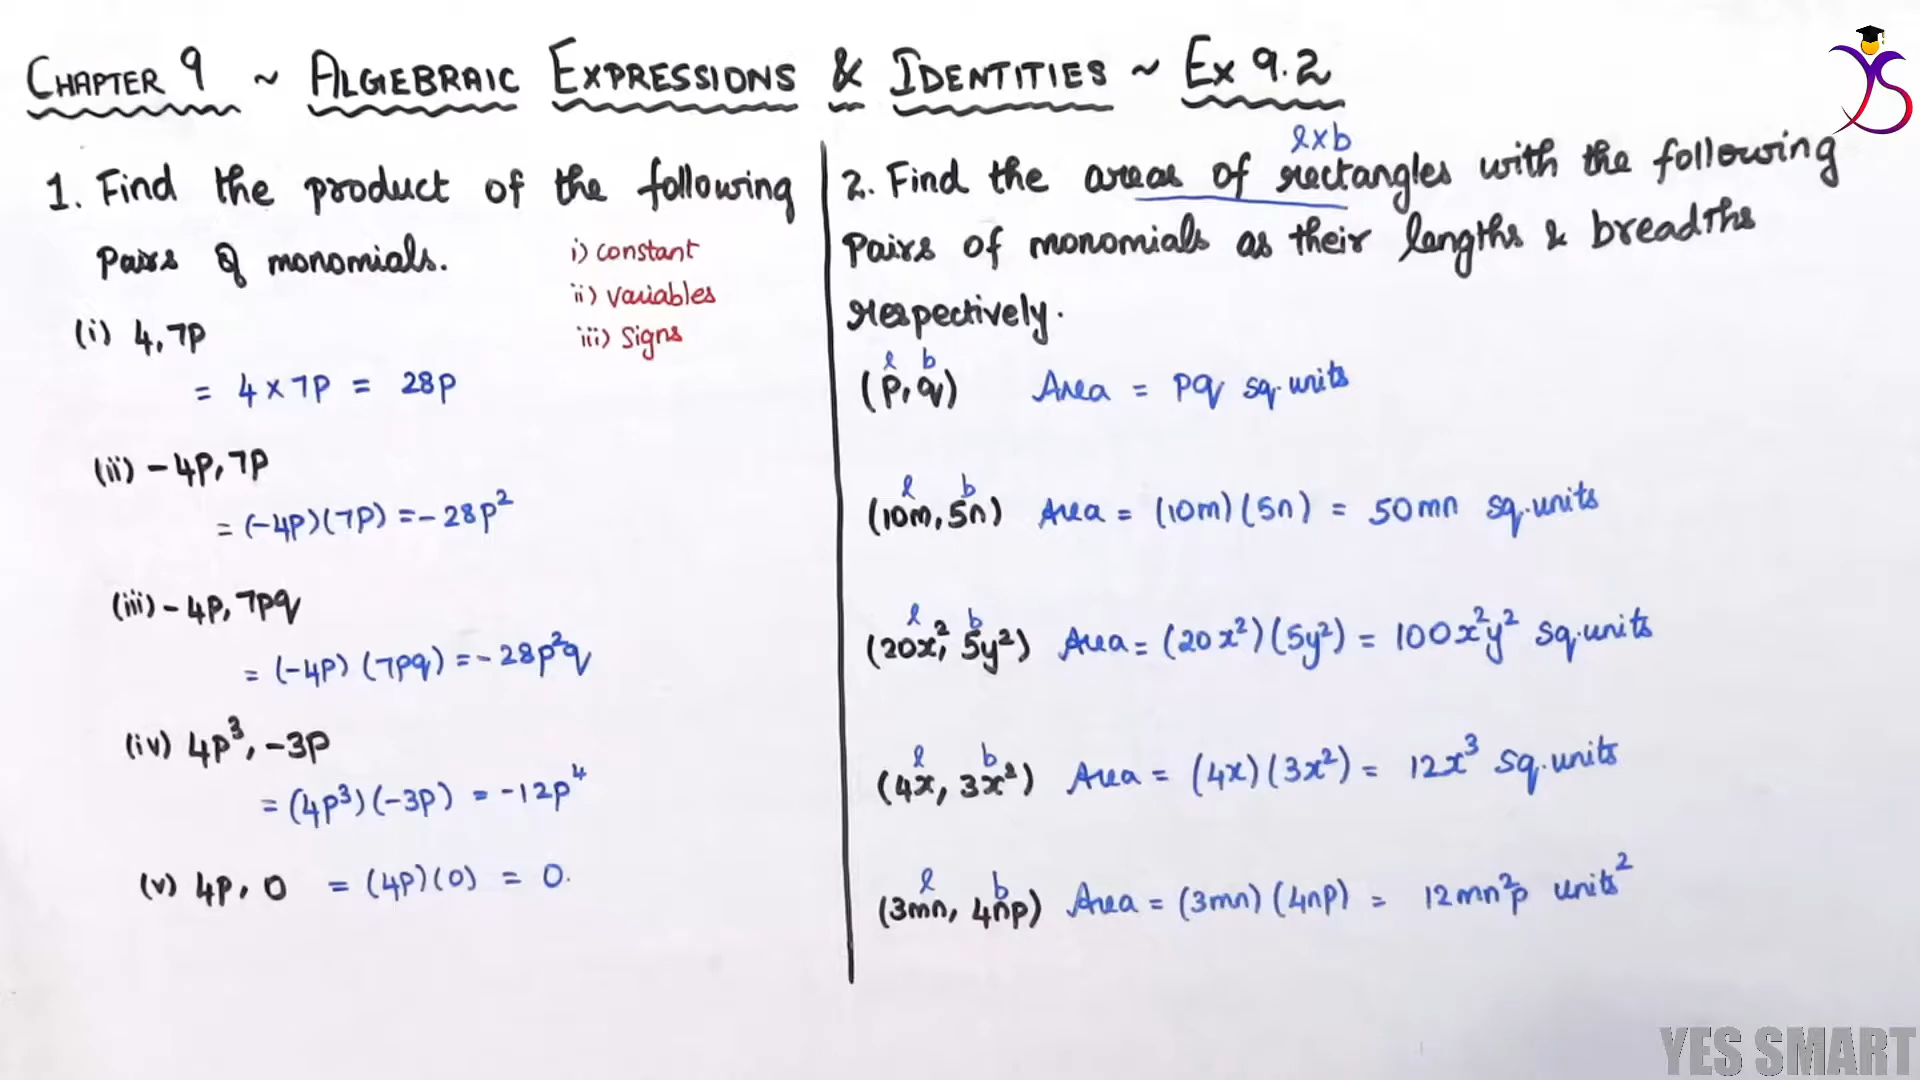 CHAPTER 9 ~ ALGEBRAIC EXPRESSIONS & IDENTITIES ~ EX 9.2
1. Find the product of the following
pairs of monomials.
i) constant
ii) variables
iii) signs
(i) 4, 7p
= 4 × 7p = 28p
(ii) -4p, 7p
= (-4p)(7p) = -28p²
(iii) -4p, 7pq
= (-4p) (7pq) = -28p²q
(iv) 4p³, -3p
= (4p³)(-3p) = -12p⁴
(v) 4p, 0 = (4p)(0) = 0.
l×b
2. Find the areas of rectangles with the following
pairs of monomials as their lengths & breadths
respectively.
l b
(p, q) Area = pq sq.units
l b
(10m, 5n) Area = (10m)(5n) = 50mn sq.units
l b
(20x², 5y²) Area = (20x²)(5y²) = 100x²y² sq.units
l b
(4x, 3x²) Area = (4x)(3x²) = 12x³ sq.units
l b
(3mn, 4np) Area = (3mn)(4np) = 12mn²p units²
YES SMART